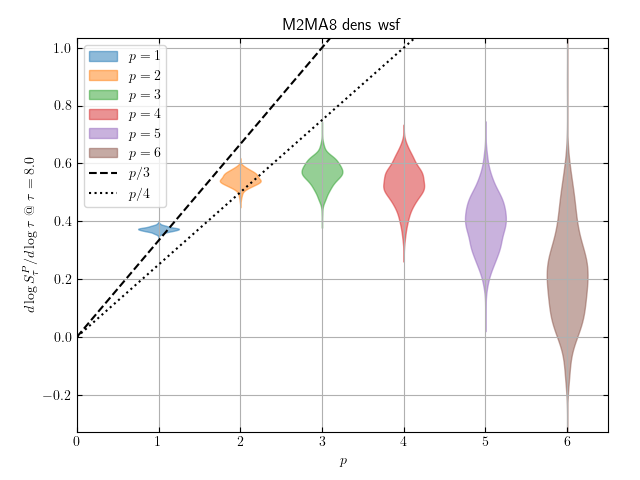 M2MA8 dens wsf
p = 1
p = 2
p = 3
p = 4
p = 5
p = 6
p/3
p/4
d log S_τ^P / d log τ @ τ = 8.0
1.0
0.8
0.6
0.4
0.2
0.0
−0.2
0 1 2 3 4 5 6
p